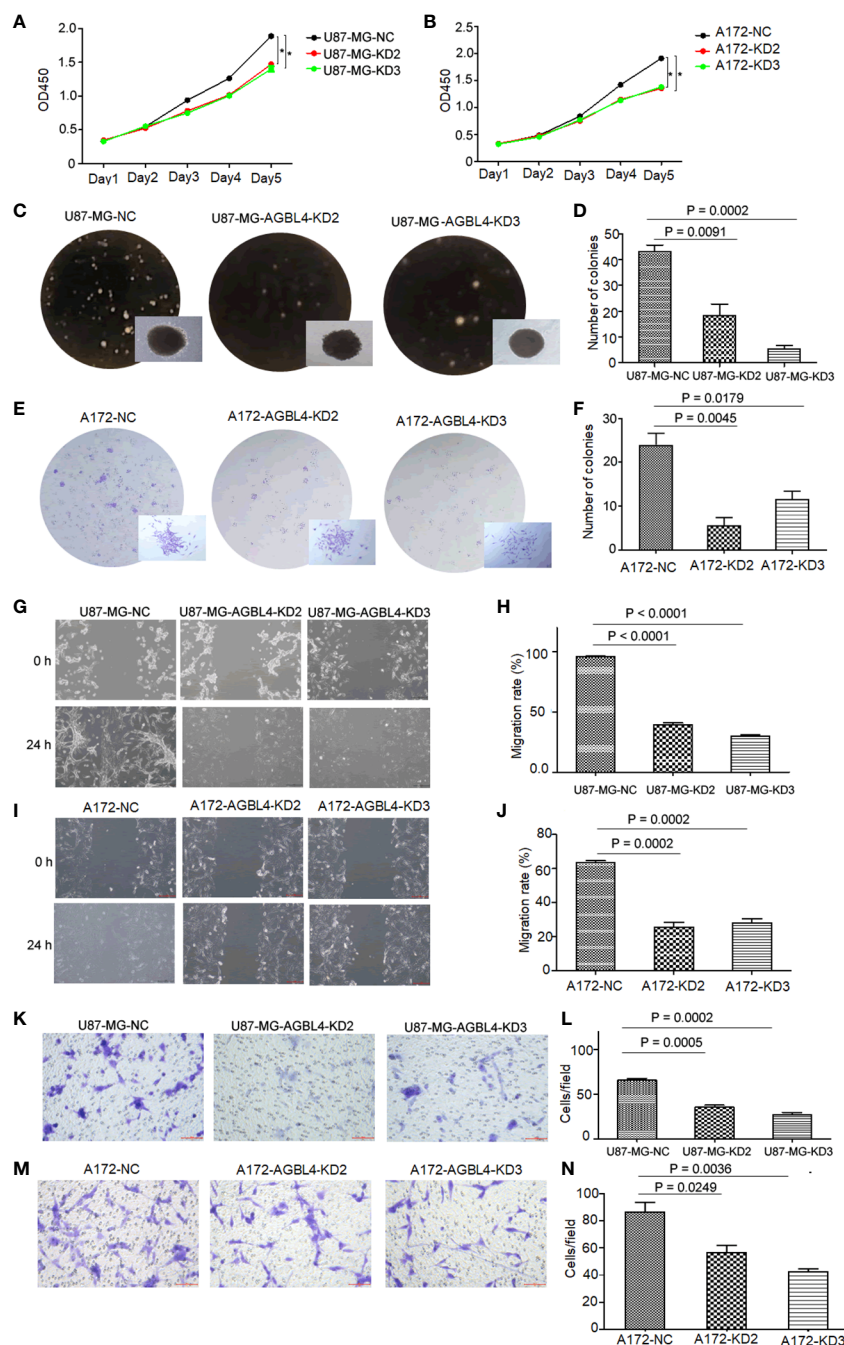 A
U87-MG-NC
U87-MG-KD2
U87-MG-KD3
OD450
2.0
1.5
1.0
0.5
0
* *
Day1 Day2 Day3 Day4 Day5
B
A172-NC
A172-KD2
A172-KD3
OD450
2.5
2.0
1.5
1.0
0.5
0
* *
Day1 Day2 Day3 Day4 Day5
C
U87-MG-NC U87-MG-AGBL4-KD2 U87-MG-AGBL4-KD3
D
P = 0.0002
P = 0.0091
Number of colonies
50
40
30
20
10
0
U87-MG-NC U87-MG-KD2 U87-MG-KD3
E
A172-NC A172-AGBL4-KD2 A172-AGBL4-KD3
F
P = 0.0179
P = 0.0045
Number of colonies
30
20
10
0
A172-NC A172-KD2 A172-KD3
G
U87-MG-NC U87-MG-AGBL4-KD2 U87-MG-AGBL4-KD3
0 h
24 h
H
P < 0.0001
P < 0.0001
Migration rate (%)
100
50
0.0
U87-MG-NC U87-MG-KD2 U87-MG-KD3
I
A172-NC A172-AGBL4-KD2 A172-AGBL4-KD3
0 h
24 h
J
P = 0.0002
P = 0.0002
Migration rate (%)
80
60
40
20
0
A172-NC A172-KD2 A172-KD3
K
U87-MG-NC U87-MG-AGBL4-KD2 U87-MG-AGBL4-KD3
L
P = 0.0002
P = 0.0005
Cells/field
100
50
0
U87-MG-NC U87-MG-KD2 U87-MG-KD3
M
A172-NC A172-AGBL4-KD2 A172-AGBL4-KD3
N
P = 0.0036
P = 0.0249
Cells/field
100
80
60
40
20
0
A172-NC A172-KD2 A172-KD3